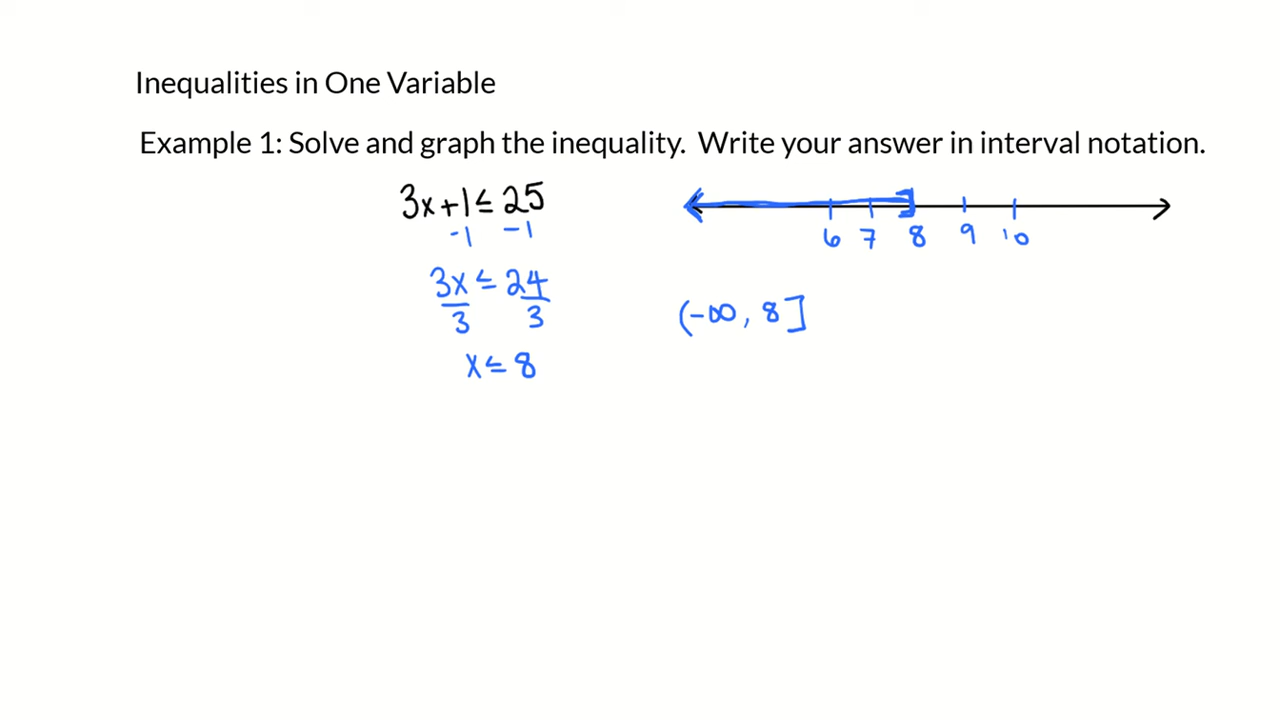 Inequalities in One Variable
Example 1: Solve and graph the inequality. Write your answer in interval notation.
3x+1≤25
-1 -1
3x≤24
3 3
x≤8
6 7 8 9 10
(-∞, 8]